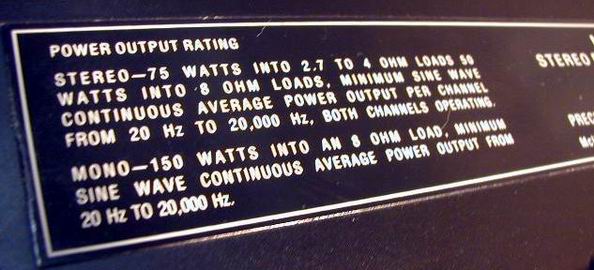 POWER OUTPUT RATING
STEREO—75 WATTS INTO 2.7 TO 4 OHM LOADS 50
WATTS INTO 8 OHM LOADS, MINIMUM SINE WAVE
CONTINUOUS AVERAGE POWER OUTPUT PER CHANNEL
FROM 20 Hz TO 20,000 Hz, BOTH CHANNELS OPERATING.
MONO—150 WATTS INTO AN 8 OHM LOAD, MINIMUM
SINE WAVE CONTINUOUS AVERAGE POWER OUTPUT FROM
20 Hz TO 20,000 Hz.
STEREO